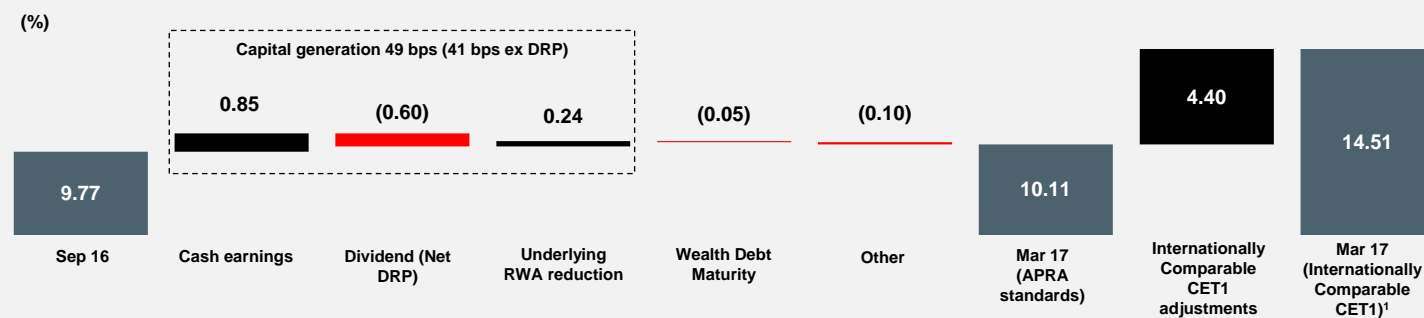 (%)
Capital generation 49 bps (41 bps ex DRP)
0.85
(0.60)
0.24
(0.05)
(0.10)
4.40
14.51
9.77
10.11
Sep 16
Cash earnings
Dividend (Net
DRP)
Underlying
RWA reduction
Wealth Debt
Maturity
Other
Mar 17
(APRA
standards)
Internationally
Comparable
CET1
adjustments
Mar 17
(Internationally
Comparable
CET1)¹